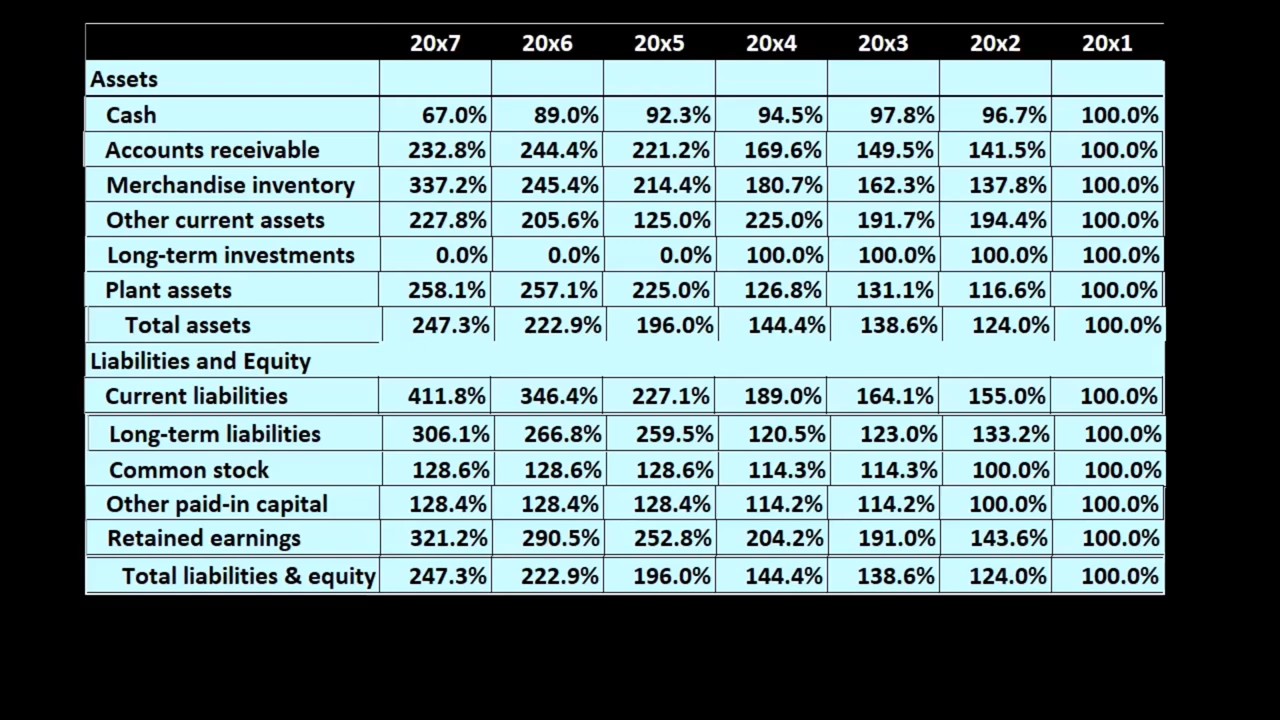 20x7 20x6 20x5 20x4 20x3 20x2 20x1
Assets
Cash 67.0% 89.0% 92.3% 94.5% 97.8% 96.7% 100.0%
Accounts receivable 232.8% 244.4% 221.2% 169.6% 149.5% 141.5% 100.0%
Merchandise inventory 337.2% 245.4% 214.4% 180.7% 162.3% 137.8% 100.0%
Other current assets 227.8% 205.6% 125.0% 225.0% 191.7% 194.4% 100.0%
Long-term investments 0.0% 0.0% 0.0% 100.0% 100.0% 100.0% 100.0%
Plant assets 258.1% 257.1% 225.0% 126.8% 131.1% 116.6% 100.0%
Total assets 247.3% 222.9% 196.0% 144.4% 138.6% 124.0% 100.0%
Liabilities and Equity
Current liabilities 411.8% 346.4% 227.1% 189.0% 164.1% 155.0% 100.0%
Long-term liabilities 306.1% 266.8% 259.5% 120.5% 123.0% 133.2% 100.0%
Common stock 128.6% 128.6% 128.6% 114.3% 114.3% 100.0% 100.0%
Other paid-in capital 128.4% 128.4% 128.4% 114.2% 114.2% 100.0% 100.0%
Retained earnings 321.2% 290.5% 252.8% 204.2% 191.0% 143.6% 100.0%
Total liabilities & equity 247.3% 222.9% 196.0% 144.4% 138.6% 124.0% 100.0%